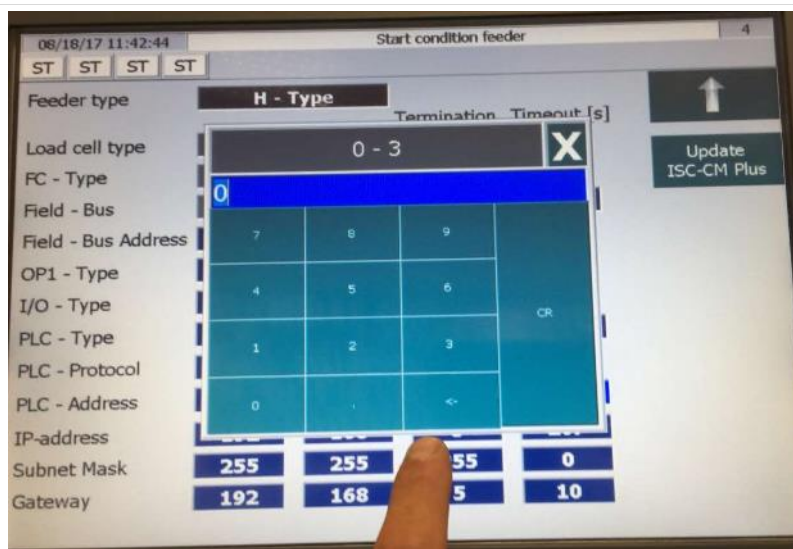 08/18/17 11:42:44 Start condition feeder 4
ST ST ST ST
Feeder type H - Type
Termination Timeout [s]
Load cell type
0 - 3 X
Update
ISC-CM Plus
FC - Type
0
Field - Bus
Field - Bus Address
7 8 9
OP1 - Type
4 5 6
I/O - Type
CR
PLC - Type
1 2 3
PLC - Protocol
PLC - Address
0 . <-
IP-address
Subnet Mask 255 255 55 0
Gateway 192 168 5 10